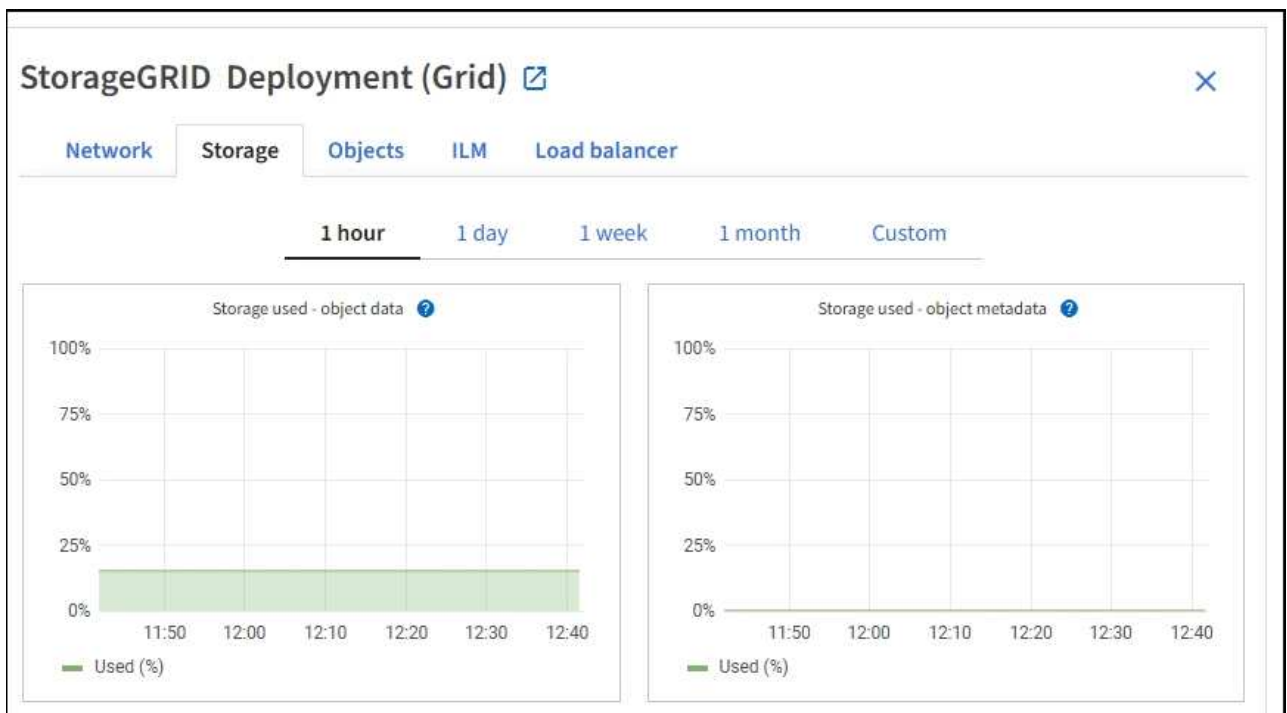 StorageGRID Deployment (Grid)
Network Storage Objects ILM Load balancer
1 hour 1 day 1 week 1 month Custom
Storage used - object data ?
100%
75%
50%
25%
0%
11:50 12:00 12:10 12:20 12:30 12:40
Used (%)
Storage used - object metadata ?
100%
75%
50%
25%
0%
11:50 12:00 12:10 12:20 12:30 12:40
Used (%)